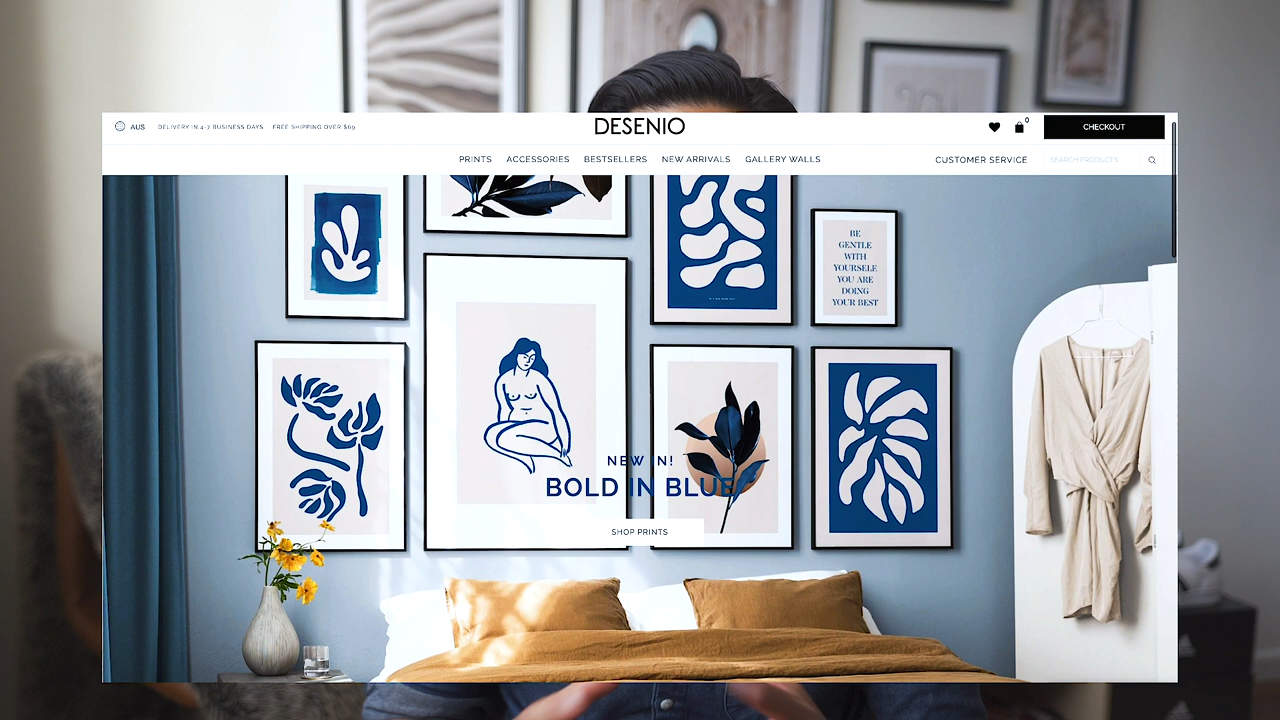 AUS
DELIVERY IN 4-7 BUSINESS DAYS
FREE SHIPPING OVER $69
DESENIO
0
CHECKOUT
PRINTS
ACCESSORIES
BESTSELLERS
NEW ARRIVALS
GALLERY WALLS
CUSTOMER SERVICE
SEARCH PRODUCTS
BE
GENTLE
WITH
YOURSELF
YOU ARE
DOING
YOUR BEST
NEW IN!
BOLD IN BLUE
SHOP PRINTS